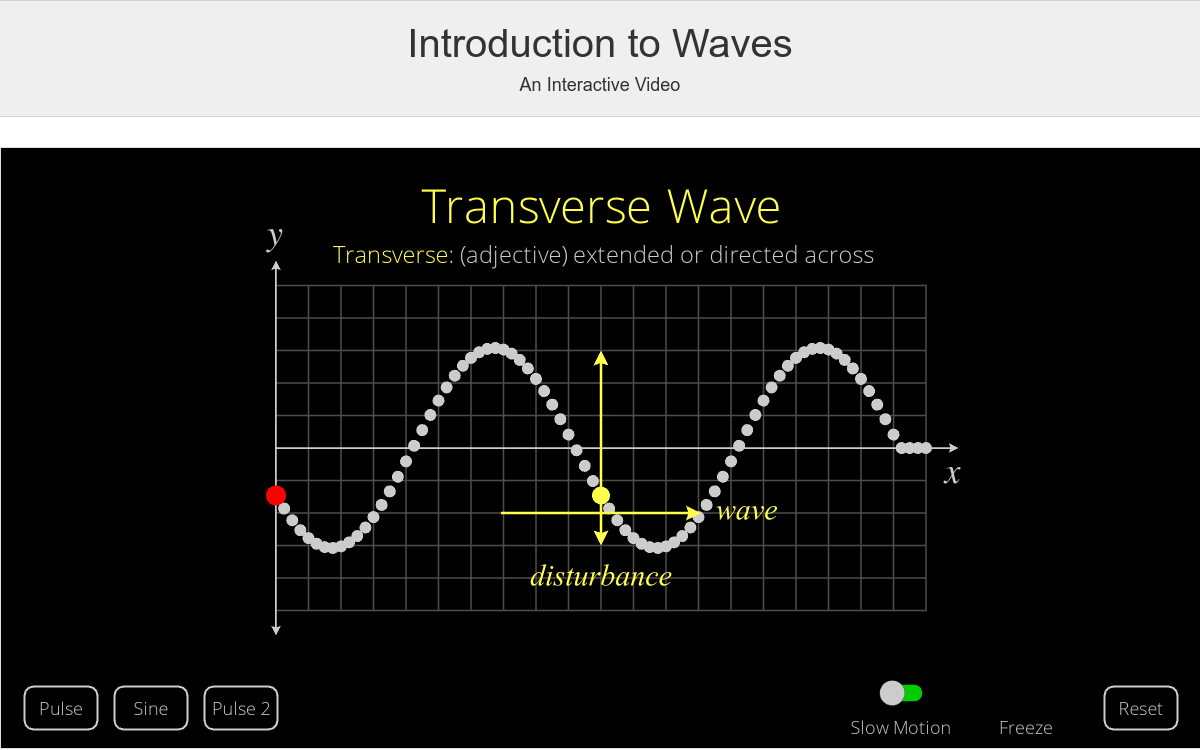 Introduction to Waves
An Interactive Video
Transverse Wave
y
Transverse: (adjective) extended or directed across
x
wave
disturbance
Pulse
Sine
Pulse 2
Slow Motion
Freeze
Reset